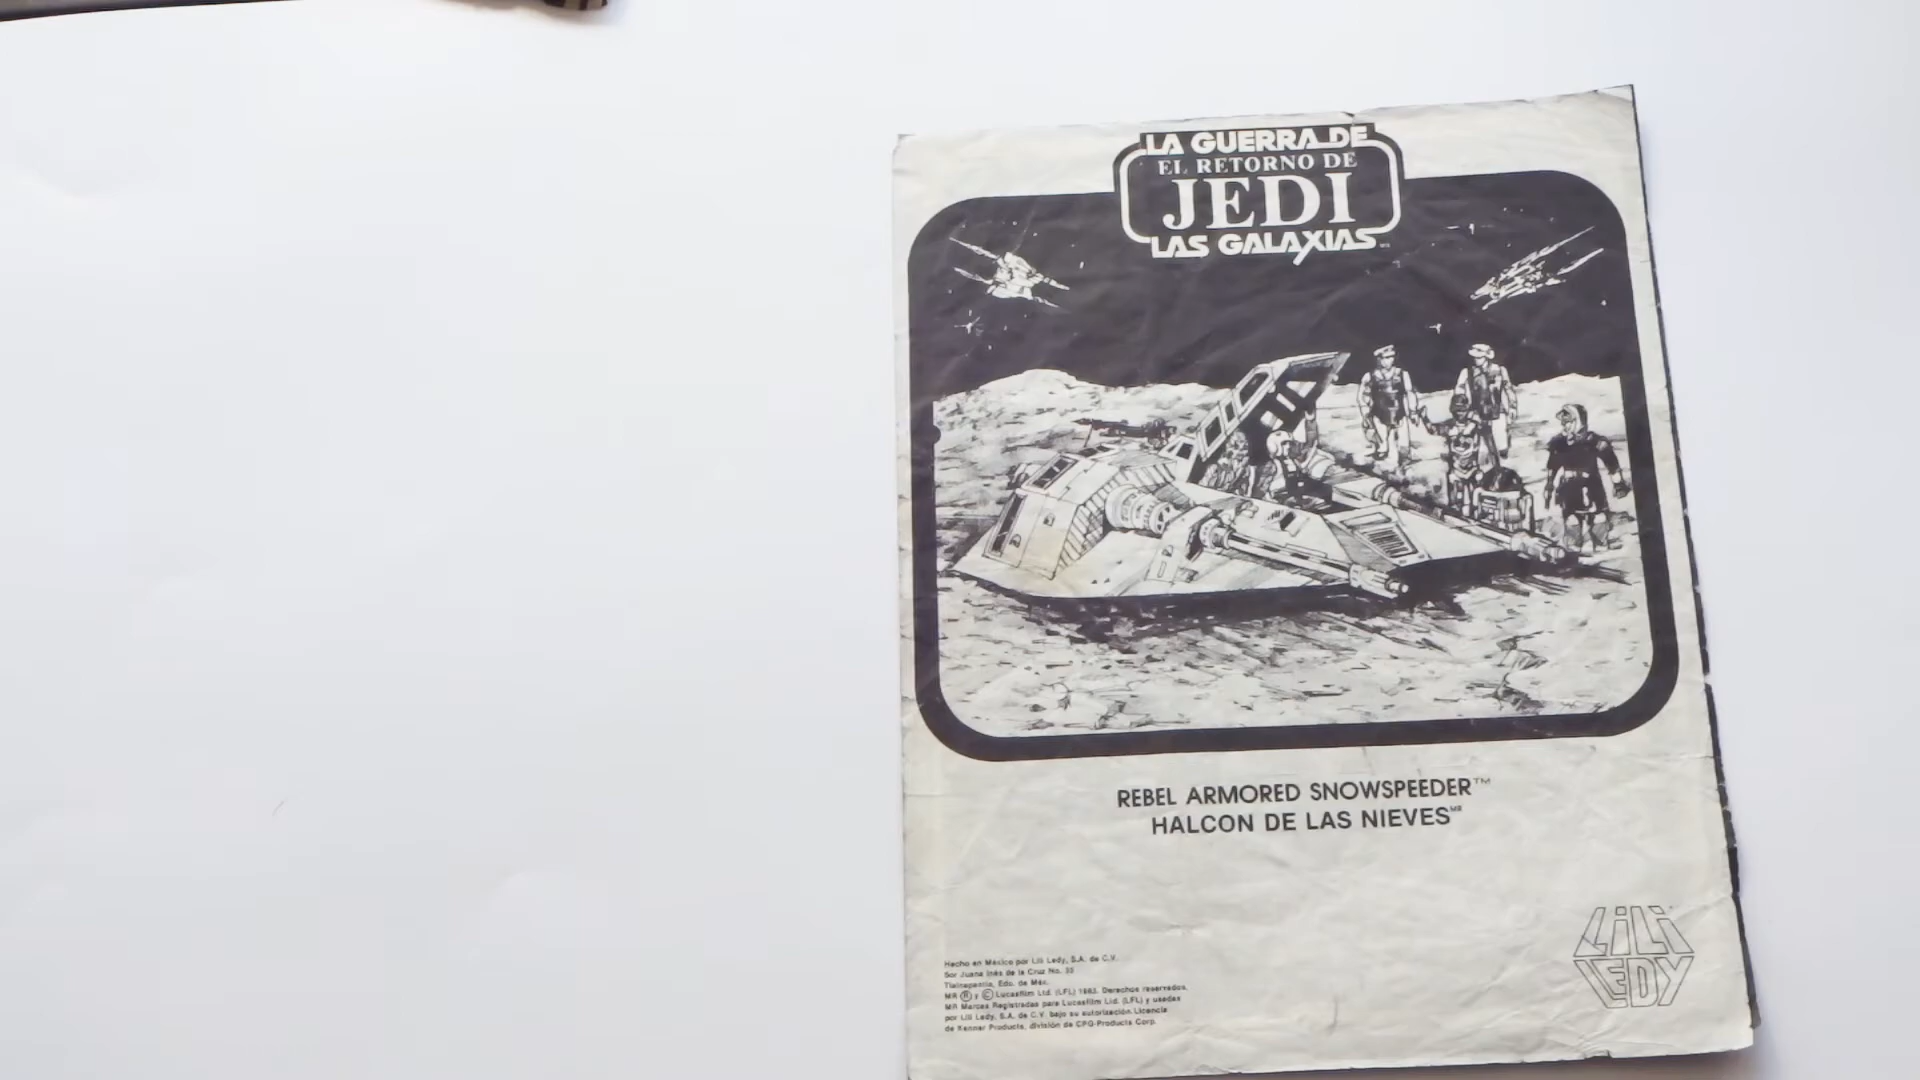 LA GUERRA DE
EL RETORNO DE
JEDI
LAS GALAXIAS
REBEL ARMORED SNOWSPEEDER™
HALCON DE LAS NIEVES MR
LiLi
LEDY
Hecho en México por Lili Ledy, S.A. de C.V.
Sor Juana Inés de la Cruz No. 35
Tlalnepantla, Edo. de Méx.
MR ® y © Lucasfilm Ltd. (LFL) 1983. Derechos reservados.
MR Marcas Registradas para Lucasfilm Ltd. (LFL) y usadas
por Lili Ledy, S.A. de C.V. bajo su autorización. Licencia
de Kenner Products, división de CPG-Products Corp.